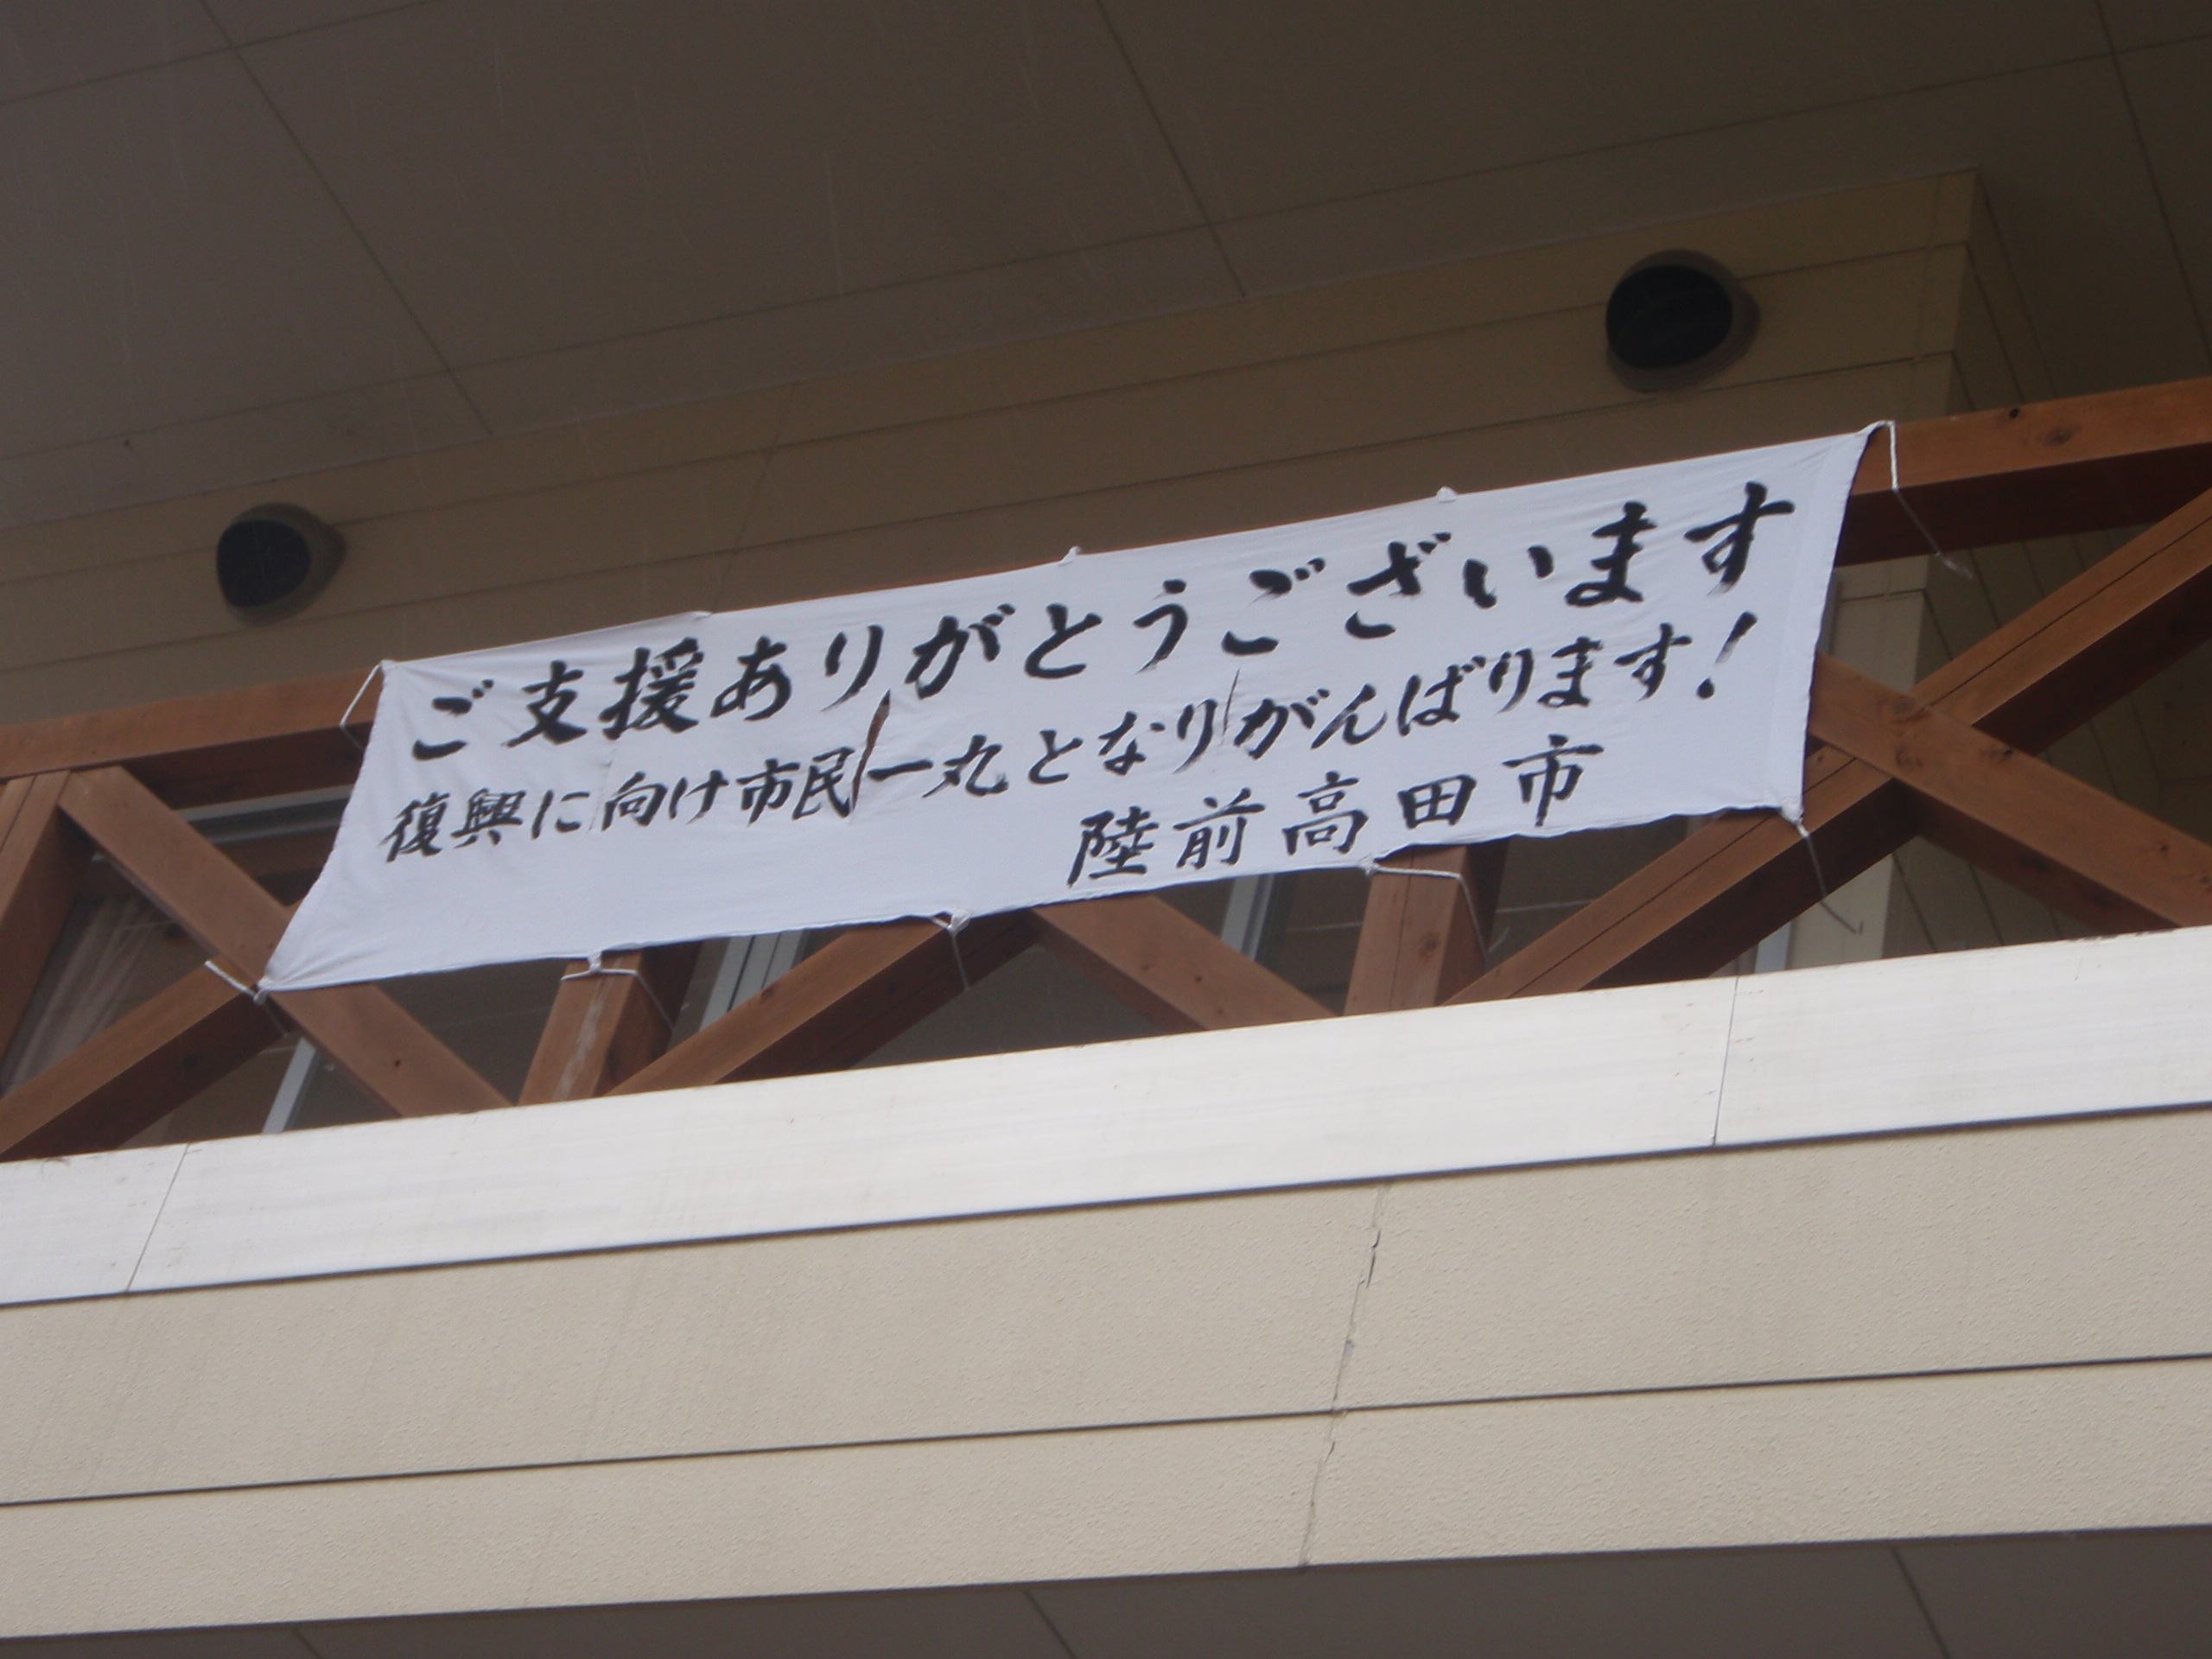 ご支援ありがとうございます
復興に向け市民一丸となりがんばります!
陸前高田市